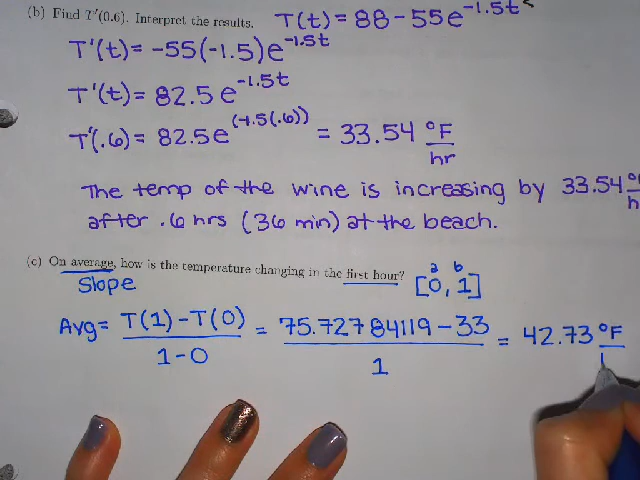 (b) Find T'(0.6). Interpret the results. T(t) = 88 - 55e^-1.5t
T'(t) = -55(-1.5)e^-1.5t
T'(t) = 82.5 e^-1.5t
T'(.6) = 82.5e^(-1.5(.6)) = 33.54 °F/hr
The temp of the wine is increasing by 33.54 °
after .6 hrs (36 min) at the beach.
(c) On average, how is the temperature changing in the first hour? [0, 1]
a b
Slope
Avg = T(1) - T(0) / 1 - 0 = 75.72784119 - 33 / 1 = 42.73 °F